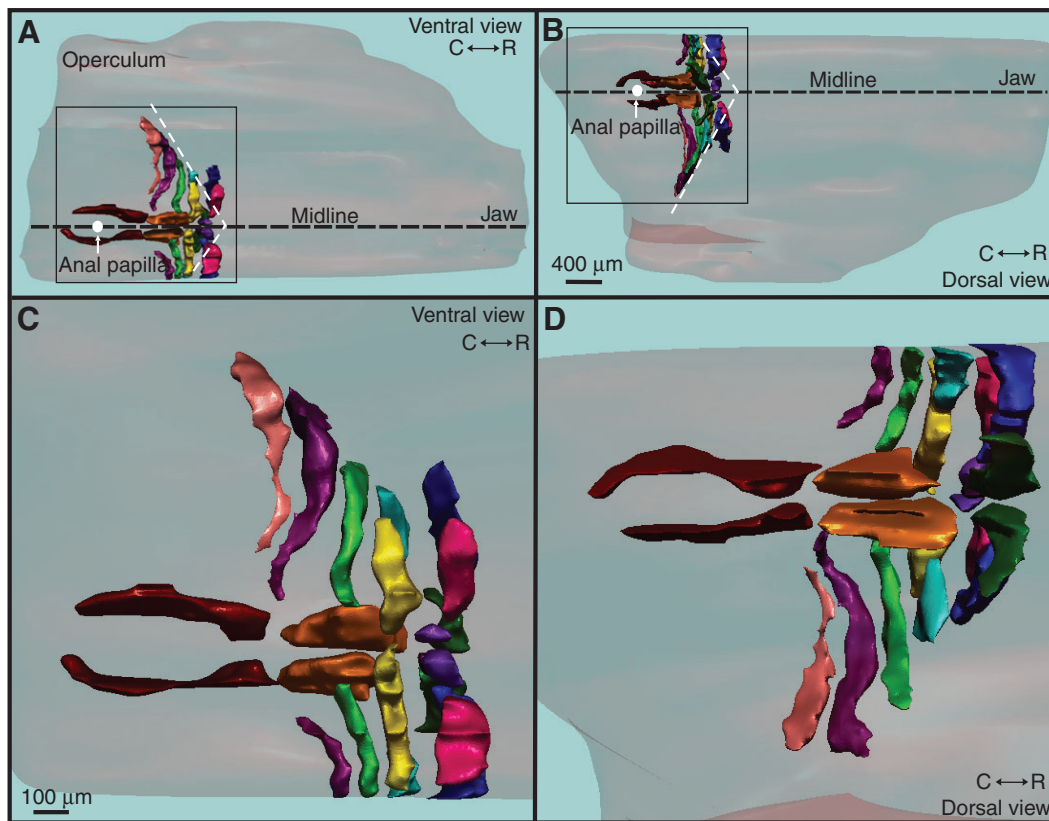 A
Ventral view
C ↔ R
Operculum
Midline
Jaw
Anal papilla
B
Midline
Jaw
Anal papilla
400 µm
C ↔ R
Dorsal view
C
Ventral view
C ↔ R
100 µm
D
C ↔ R
Dorsal view